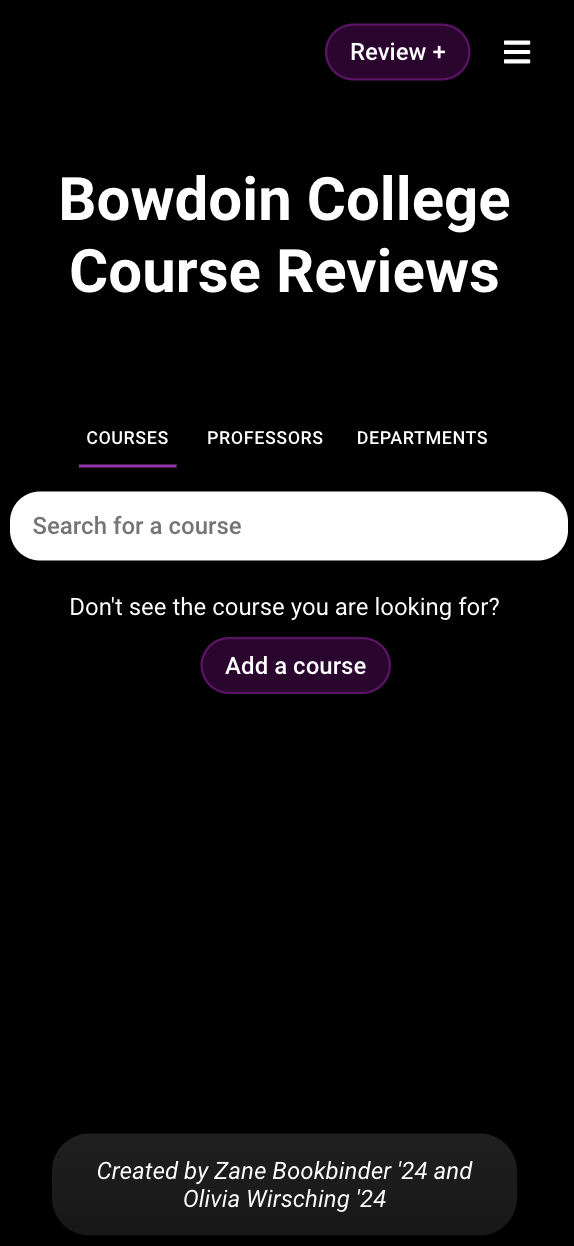 Review +
Bowdoin College
Course Reviews
COURSES PROFESSORS DEPARTMENTS
Search for a course
Don't see the course you are looking for?
Add a course
Created by Zane Bookbinder '24 and
Olivia Wirsching '24